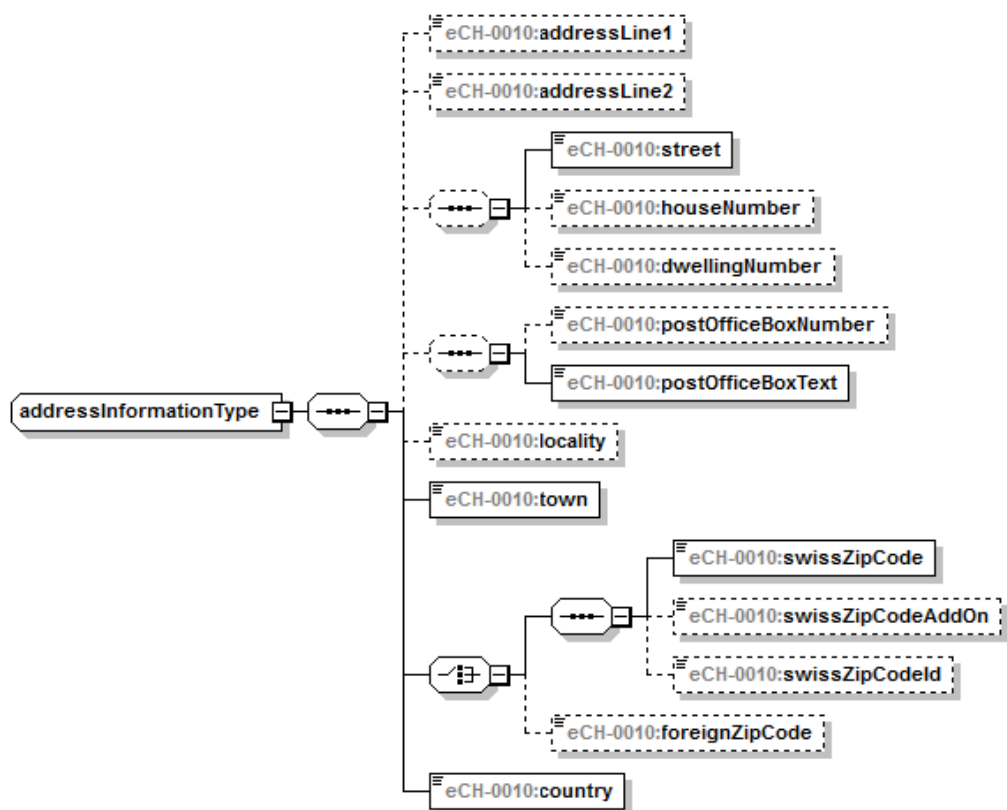 eCH-0010:addressLine1
eCH-0010:addressLine2
eCH-0010:street
eCH-0010:houseNumber
eCH-0010:dwellingNumber
eCH-0010:postOfficeBoxNumber
eCH-0010:postOfficeBoxText
addressInformationType
eCH-0010:locality
eCH-0010:town
eCH-0010:swissZipCode
eCH-0010:swissZipCodeAddOn
eCH-0010:swissZipCodeId
eCH-0010:foreignZipCode
eCH-0010:country